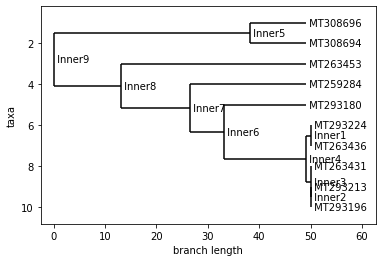 MT308696
Inner5
2
MT308694
Inner9
MT263453
4
Inner8
MT259284
Inner7
MT293180
taxa
6
MT293224
Inner6
Inner1
MT263436
Inner4
8
MT263431
Inner3
MT293213
Inner2
10
MT293196
0 10 20 30 40 50 60
branch length